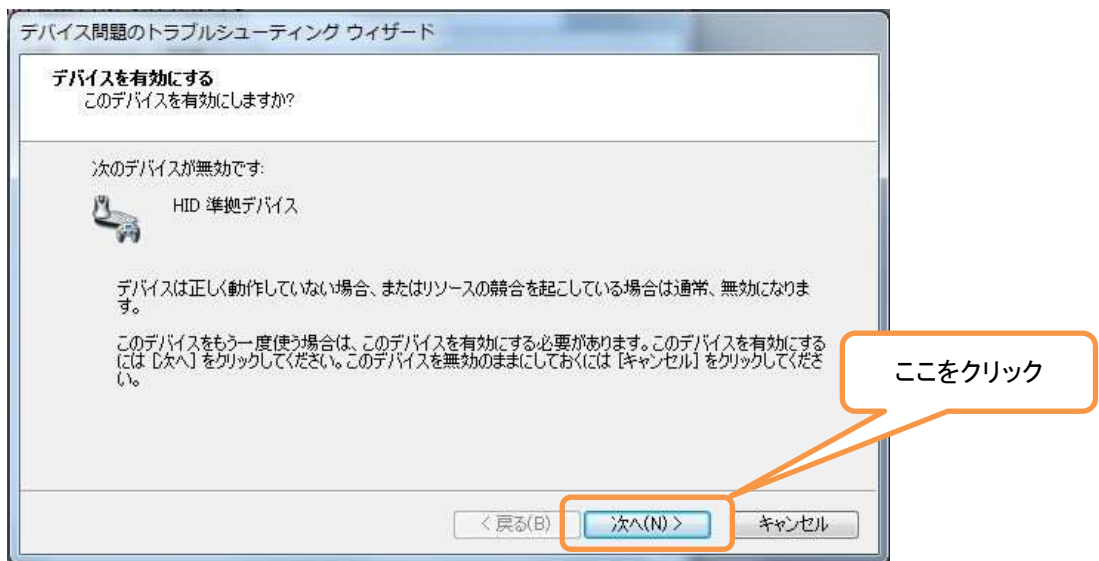 デバイス問題のトラブルシューティング ウィザード
デバイスを有効にする
このデバイスを有効にしますか?
次のデバイスが無効です:
HID 準拠デバイス
デバイスは正しく動作していない場合、またはリソースの競合を起こしている場合は通常、無効になりま
す。
このデバイスをもう一度使う場合は、このデバイスを有効にする必要があります。このデバイスを有効にする
には [次へ] をクリックしてください。このデバイスを無効のままにしておくには [キャンセル] をクリックしてくださ
い。
ここをクリック
< 戻る(B)
次へ(N) >
キャンセル